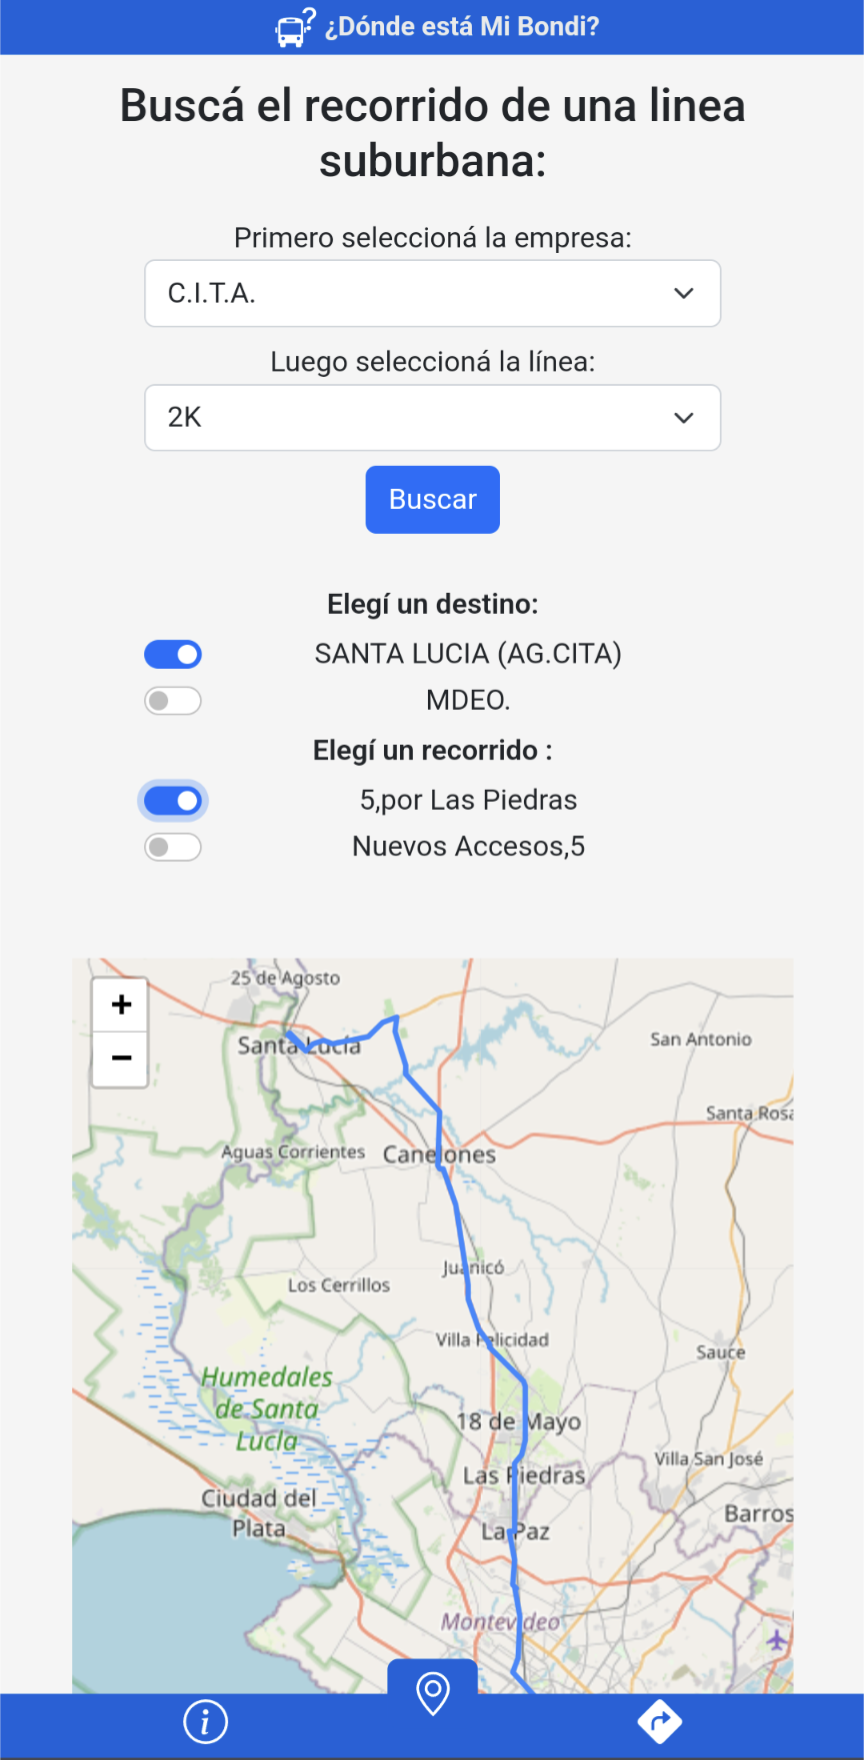 ¿Dónde está Mi Bondi?
Buscá el recorrido de una linea
suburbana:
Primero seleccioná la empresa:
C.I.T.A.
Luego seleccioná la línea:
2K
Buscar
Elegí un destino:
SANTA LUCIA (AG.CITA)
MDEO.
Elegí un recorrido :
5,por Las Piedras
Nuevos Accesos,5
+
−
25 de Agosto
Santa Lucía
San Antonio
Santa Rosa
Aguas Corrientes
Canelones
Juanicó
Los Cerrillos
Villa Felicidad
Sauce
Humedales
de Santa
Lucía
18 de Mayo
Las Piedras
Villa San José
Ciudad del
Plata
Barros
La Paz
Montevideo